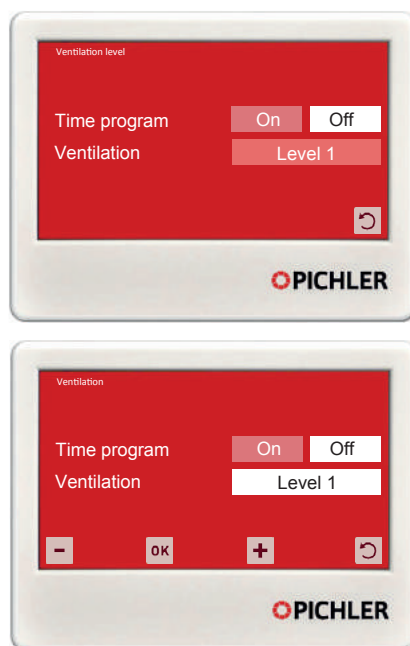 Ventilation level
Time program On Off
Ventilation Level 1
PICHLER
Ventilation
Time program On Off
Ventilation Level 1
- OK +
PICHLER